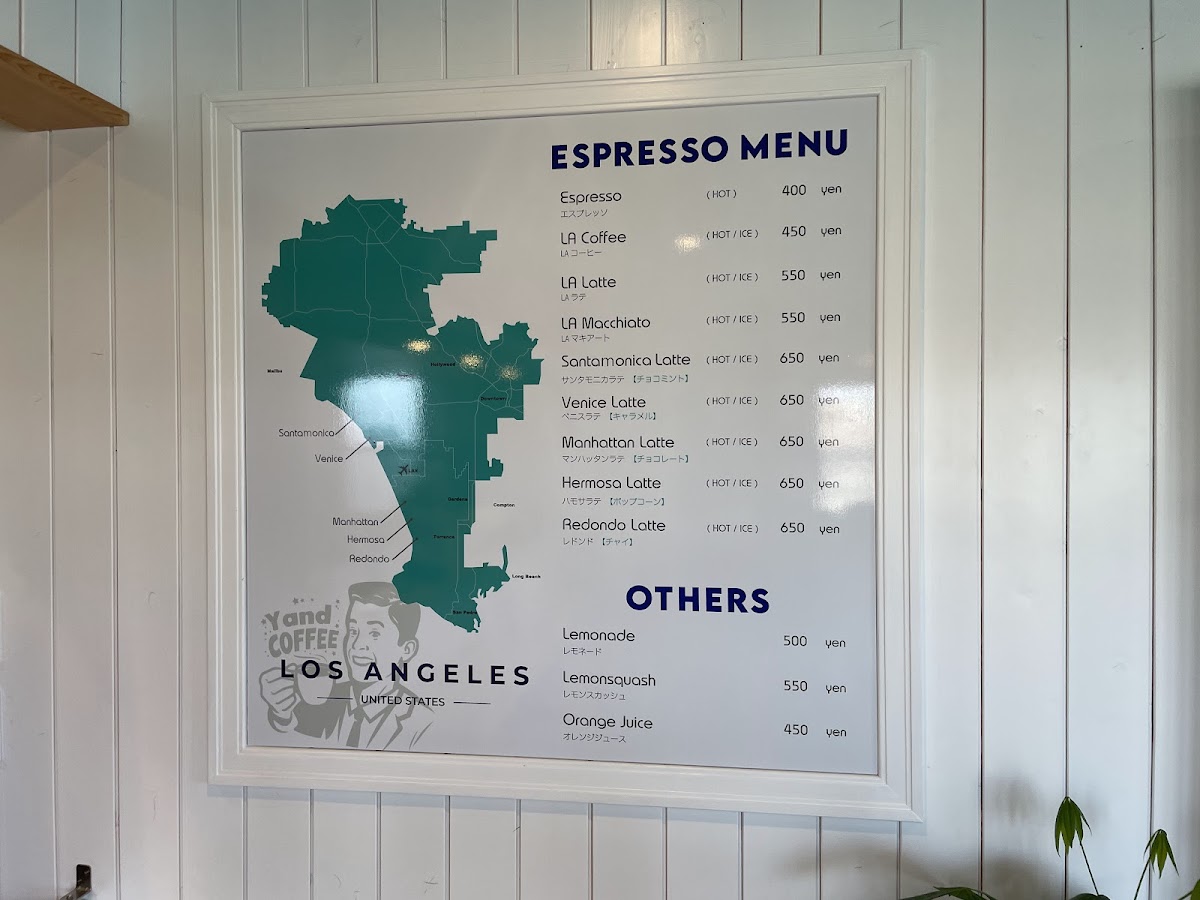 ESPRESSO MENU
Espresso (HOT) 400 yen
エスプレッソ
LA Coffee (HOT / ICE) 450 yen
LA コーヒー
LA Latte (HOT / ICE) 550 yen
LA ラテ
LA Macchiato (HOT / ICE) 550 yen
LA マキアート
Santamonica Latte (HOT / ICE) 650 yen
サンタモニカラテ 【チョコミント】
Venice Latte (HOT / ICE) 650 yen
ベニスラテ 【キャラメル】
Manhattan Latte (HOT / ICE) 650 yen
マンハッタンラテ 【チョコレート】
Hermosa Latte (HOT / ICE) 650 yen
ハモサラテ 【ポップコーン】
Redondo Latte (HOT / ICE) 650 yen
レドンド 【チャイ】
OTHERS
Lemonade 500 yen
レモネード
Lemonsquash 550 yen
レモンスカッシュ
Orange Juice 450 yen
オレンジジュース
Malibu
Hollywood
Downtown
Santamonica
Venice
LAX
Gardena
Compton
Manhattan
Hermosa
Torrance
Redondo
Long Beach
San Pedro
Yand
COFFEE
LOS ANGELES
UNITED STATES